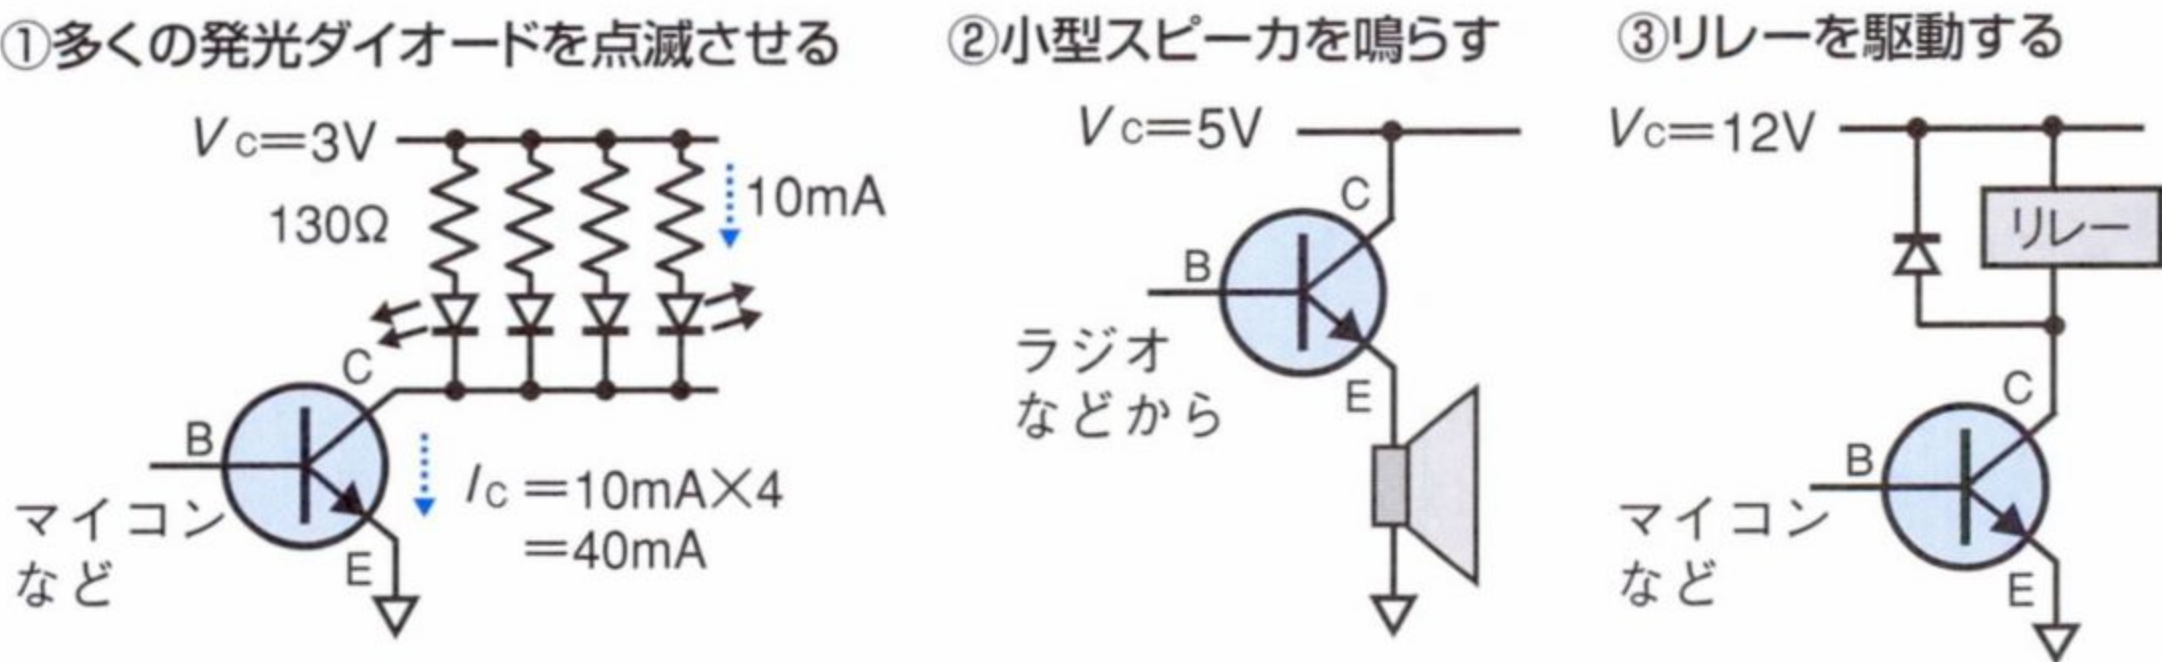 ①多くの発光ダイオードを点滅させる
VC=3V
130Ω
10mA
C
B
E
マイコン
など
IC=10mA×4
=40mA
②小型スピーカを鳴らす
VC=5V
C
B
E
ラジオ
などから
③リレーを駆動する
VC=12V
リレー
C
B
E
マイコン
など